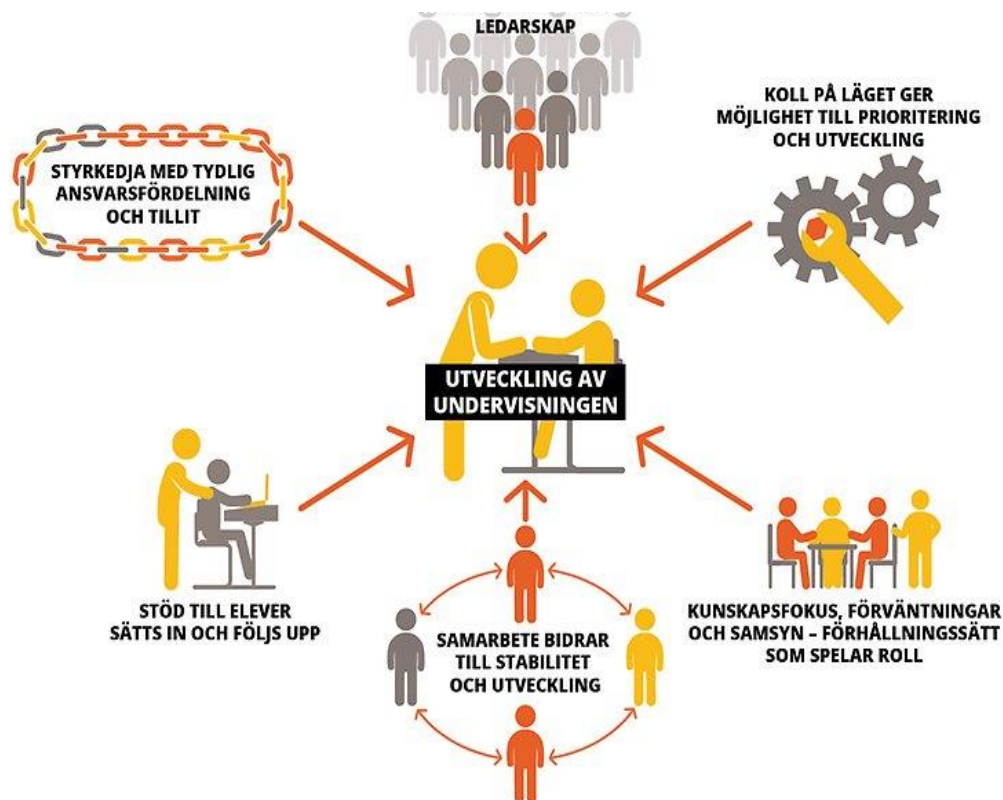 LEDARSKAP
KOLL PÅ LÄGET GER
MÖJLIGHET TILL PRIORITERING
OCH UTVECKLING
STYRKEDJA MED TYDLIG
ANSVARSFÖRDELNING
OCH TILLIT
UTVECKLING AV
UNDERVISNINGEN
STÖD TILL ELEVER
SÄTTS IN OCH FÖLJS UPP
SAMARBETE BIDRAR
TILL STABILITET
OCH UTVECKLING
KUNSKAPSFOKUS, FÖRVÄNTNINGAR
OCH SAMSYN – FÖRHÅLLNINGSSÄTT
SOM SPELAR ROLL